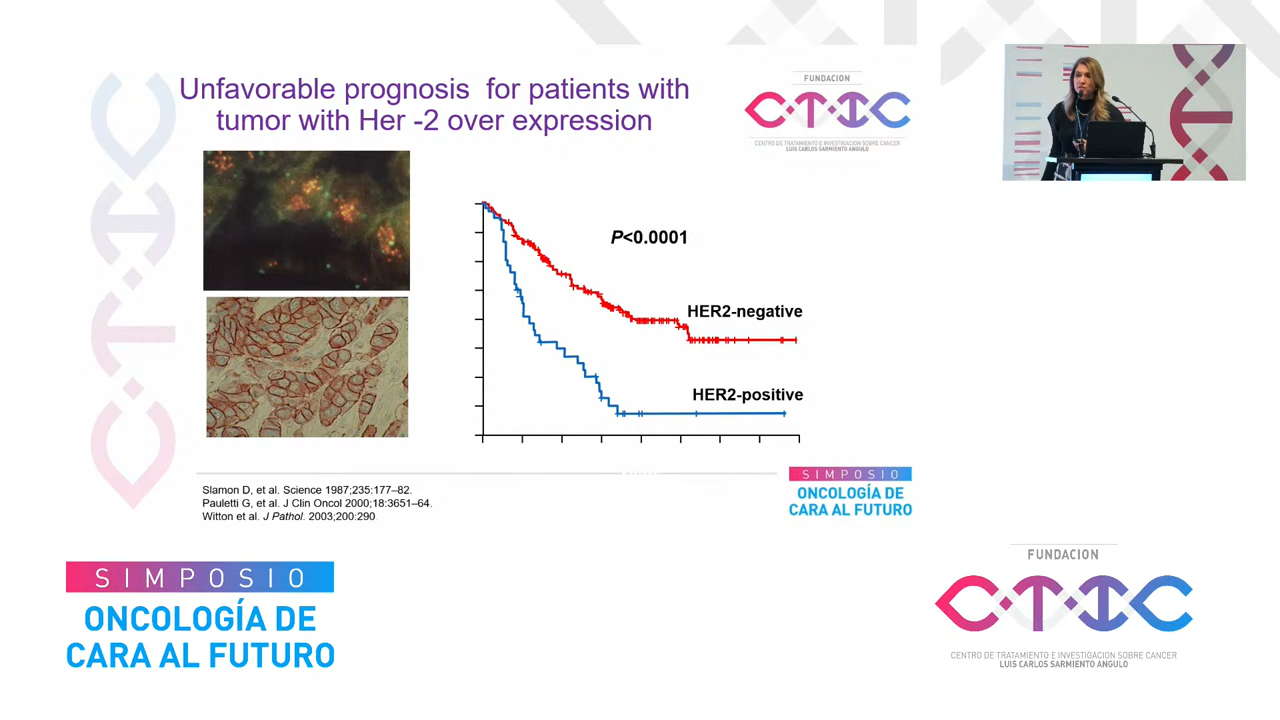 Unfavorable prognosis for patients with
tumor with Her -2 over expression
FUNDACION
CTIC
CENTRO DE TRATAMIENTO E INVESTIGACION SOBRE CANCER
LUIS CARLOS SARMIENTO ANGULO
CTIC
P<0.0001
HER2-negative
HER2-positive
Slamon D, et al. Science 1987;235:177–82.
Pauletti G, et al. J Clin Oncol 2000;18:3651–64.
Witton et al. J Pathol. 2003;200:290
SIMPOSIO
ONCOLOGÍA DE
CARA AL FUTURO
SIMPOSIO
ONCOLOGÍA DE
CARA AL FUTURO
FUNDACION
CTIC
CENTRO DE TRATAMIENTO E INVESTIGACION SOBRE CANCER
LUIS CARLOS SARMIENTO ANGULO